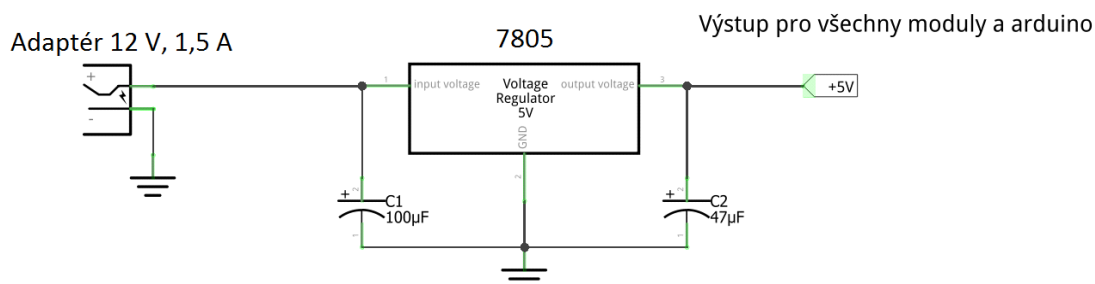 Výstup pro všechny moduly a arduino
Adaptér 12 V, 1,5 A
7805
+
-
1
input voltage
Voltage
Regulator
5V
output voltage
3
+5V
GND
2
+
2
C1
100µF
1
+
2
C2
47µF
1